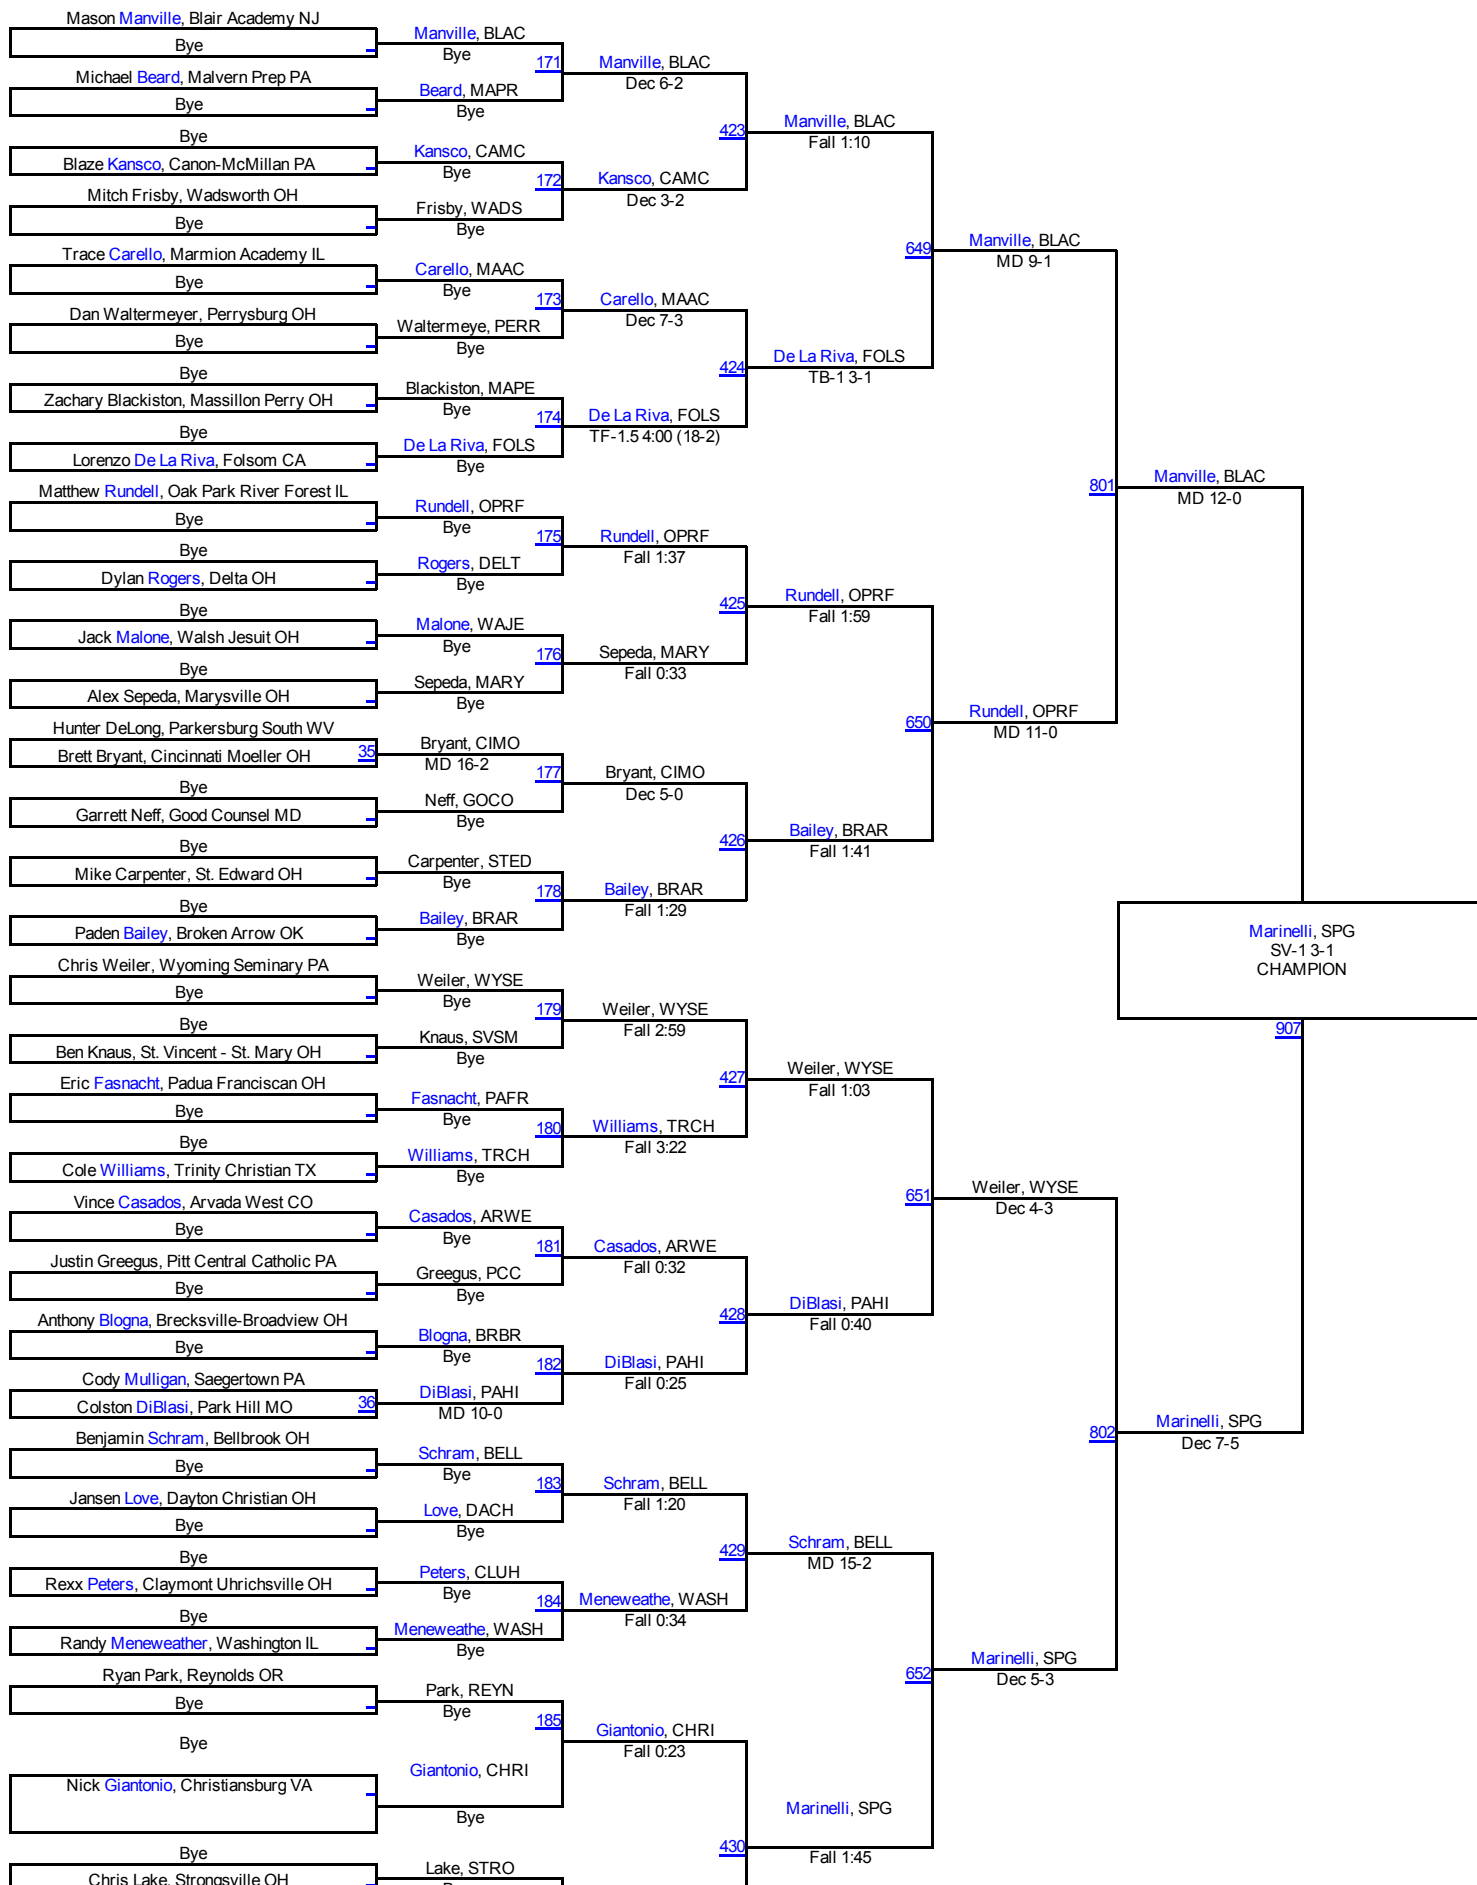 Mason Manville, Blair Academy NJ
Bye
Michael Beard, Malvern Prep PA
Bye
Bye
Blaze Kansco, Canon-McMillan PA
Mitch Frisby, Wadsworth OH
Bye
Trace Carello, Marmion Academy IL
Bye
Dan Waltermeyer, Perrysburg OH
Bye
Bye
Zachary Blackiston, Massillon Perry OH
Bye
Lorenzo De La Riva, Folsom CA
Matthew Rundell, Oak Park River Forest IL
Bye
Bye
Dylan Rogers, Delta OH
Bye
Jack Malone, Walsh Jesuit OH
Bye
Alex Sepeda, Marysville OH
Hunter DeLong, Parkersburg South WV
Brett Bryant, Cincinnati Moeller OH 35
Bye
Garrett Neff, Good Counsel MD
Bye
Mike Carpenter, St. Edward OH
Bye
Paden Bailey, Broken Arrow OK
Chris Weiler, Wyoming Seminary PA
Bye
Bye
Ben Knaus, St. Vincent - St. Mary OH
Eric Fasnacht, Padua Franciscan OH
Bye
Bye
Cole Williams, Trinity Christian TX
Vince Casados, Arvada West CO
Bye
Justin Greegus, Pitt Central Catholic PA
Bye
Anthony Blogna, Brecksville-Broadview OH
Bye
Cody Mulligan, Saegertown PA
Colston DiBlasi, Park Hill MO 36
Benjamin Schram, Bellbrook OH
Bye
Jansen Love, Dayton Christian OH
Bye
Bye
Rexx Peters, Claymont Uhrichsville OH
Bye
Randy Meneweather, Washington IL
Ryan Park, Reynolds OR
Bye
Bye
Nick Giantonio, Christiansburg VA
Bye
Chris Lake, Strongsville OH
Manville, BLAC
Bye
171
Beard, MAPR
Bye
Kansco, CAMC
Bye
172
Frisby, WADS
Bye
Carello, MAAC
Bye
173
Waltermeye, PERR
Bye
Blackiston, MAPE
Bye
174
De La Riva, FOLS
Bye
Rundell, OPRF
Bye
175
Rogers, DELT
Bye
Malone, WAJE
Bye
176
Sepeda, MARY
Bye
Bryant, CIMO
MD 16-2
177
Neff, GOCO
Bye
Carpenter, STED
Bye
178
Bailey, BRAR
Bye
Weiler, WYSE
Bye
179
Knaus, SVSM
Bye
Fasnacht, PAFR
Bye
180
Williams, TRCH
Bye
Casados, ARWE
Bye
181
Greegus, PCC
Bye
Blogna, BRBR
Bye
182
DiBlasi, PAHI
MD 10-0
Schram, BELL
Bye
183
Love, DACH
Bye
Peters, CLUH
Bye
184
Meneweathe, WASH
Bye
Park, REYN
Bye
185
Giantonio, CHRI
Bye
Lake, STRO
Manville, BLAC
Dec 6-2
423
Kansco, CAMC
Dec 3-2
Carello, MAAC
Dec 7-3
424
De La Riva, FOLS
TF-1.5 4:00 (18-2)
Rundell, OPRF
Fall 1:37
425
Sepeda, MARY
Fall 0:33
Bryant, CIMO
Dec 5-0
426
Bailey, BRAR
Fall 1:29
Weiler, WYSE
Fall 2:59
427
Williams, TRCH
Fall 3:22
Casados, ARWE
Fall 0:32
428
DiBlasi, PAHI
Fall 0:25
Schram, BELL
Fall 1:20
429
Meneweathe, WASH
Fall 0:34
Giantonio, CHRI
Fall 0:23
430
Manville, BLAC
Fall 1:10
649
De La Riva, FOLS
TB-1 3-1
Rundell, OPRF
Fall 1:59
650
Bailey, BRAR
Fall 1:41
Weiler, WYSE
Fall 1:03
651
DiBlasi, PAHI
Fall 0:40
Schram, BELL
MD 15-2
652
Marinelli, SPG
Fall 1:45
Manville, BLAC
MD 9-1
801
Rundell, OPRF
MD 11-0
Weiler, WYSE
Dec 4-3
802
Marinelli, SPG
Dec 5-3
Manville, BLAC
MD 12-0
Marinelli, SPG
SV-1 3-1
CHAMPION
907
Marinelli, SPG
Dec 7-5